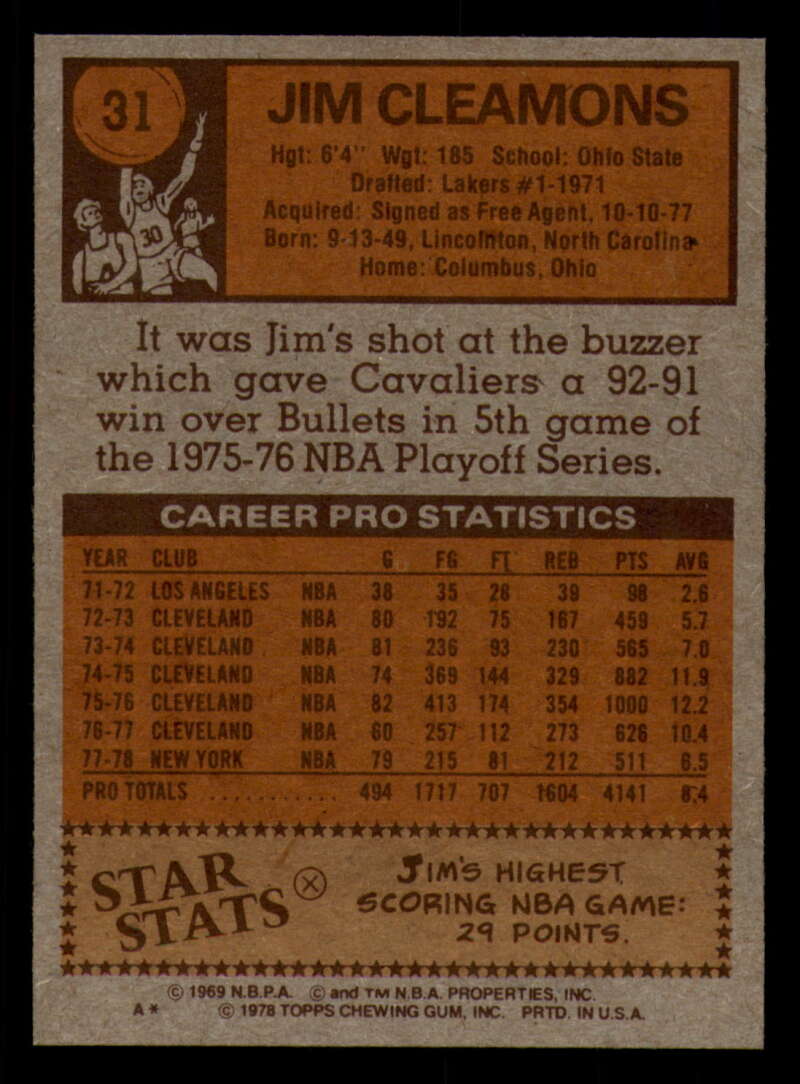 31
30
JIM CLEAMONS
Hgt: 6'4" Wgt: 185 School: Ohio State
Drafted: Lakers #1-1971
Acquired: Signed as Free Agent, 10-10-77
Born: 9-13-49, Lincolnton, North Carolina
Home: Columbus, Ohio
It was Jim's shot at the buzzer
which gave Cavaliers a 92-91
win over Bullets in 5th game of
the 1975-76 NBA Playoff Series.
CAREER PRO STATISTICS
YEAR CLUB G FG FT REB PTS AVG
71-72 LOS ANGELES NBA 38 35 28 39 98 2.6
72-73 CLEVELAND NBA 80 192 75 167 459 5.7
73-74 CLEVELAND NBA 81 236 93 230 565 7.0
74-75 CLEVELAND NBA 74 369 144 329 882 11.9
75-76 CLEVELAND NBA 82 413 174 354 1000 12.2
76-77 CLEVELAND NBA 60 257 112 273 626 10.4
77-78 NEW YORK NBA 79 215 81 212 511 6.5
PRO TOTALS ............ 494 1717 707 1604 4141 8.4
STAR
STATS
JIM'S HIGHEST
SCORING NBA GAME:
29 POINTS.
© 1969 N.B.P.A. © and TM N.B.A. PROPERTIES, INC.
A* © 1978 TOPPS CHEWING GUM, INC. PRTD. IN U.S.A.